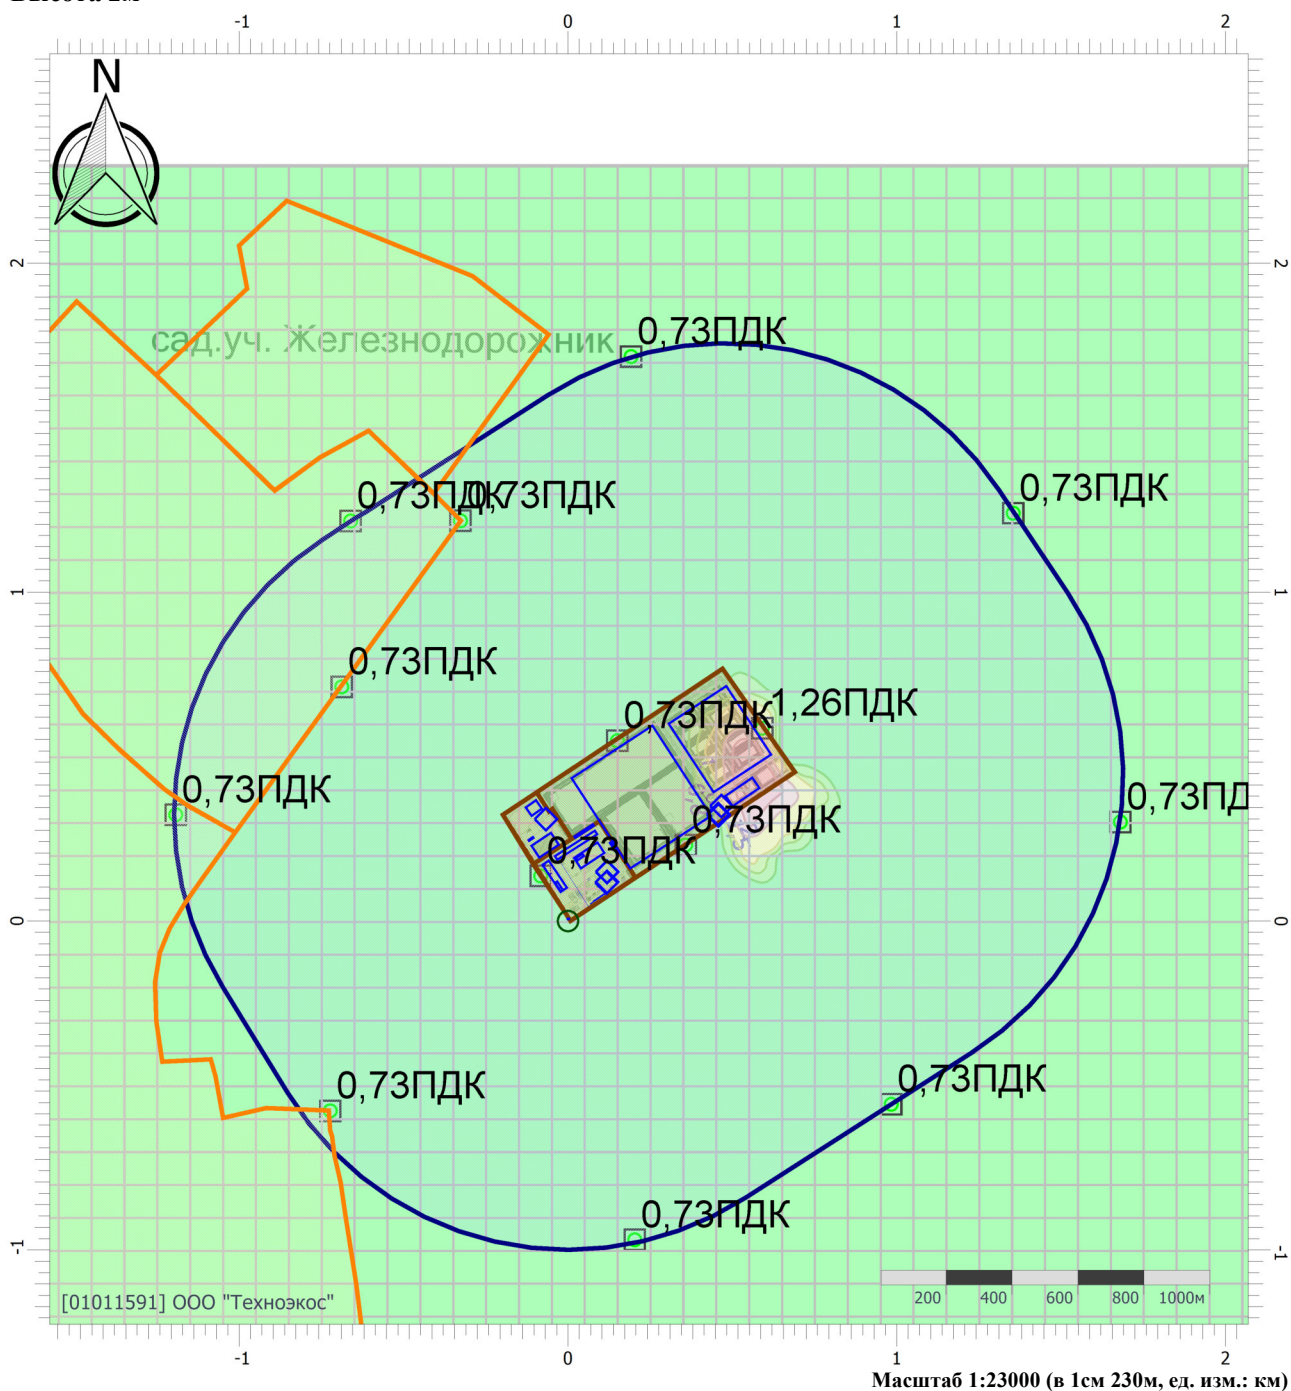 -1 0 1 2
N
2 2
сад.уч. Железнодорожник
0,73ПДК
0,73ПДК
0,73ПДК
0,73ПДК
1 1
0,73ПДК
0,73ПДК
1,26ПДК
0,73ПДК
0,73ПД
0,73ПДК
0,73ПДК
0 0
0,73ПДК
0,73ПДК
0,73ПДК
-1 -1
200 400 600 800 1000м
[01011591] ООО "Техноэкос"
-1 0 1 2
Масштаб 1:23000 (в 1см 230м, ед. изм.: км)